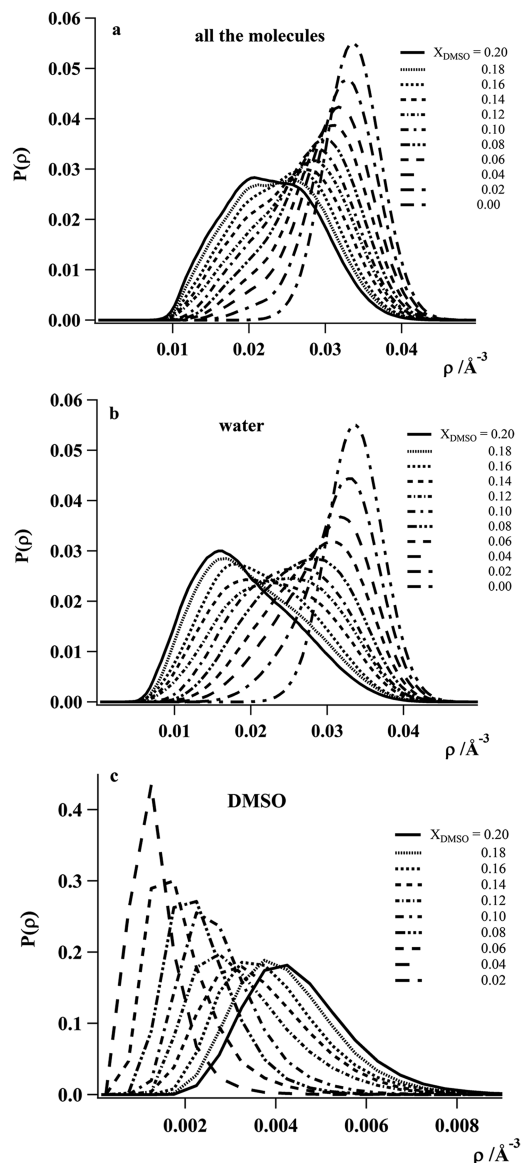 a
all the molecules
0.06
0.05
0.04
0.03
0.02
0.01
0.00
P(ρ)
X_DMSO = 0.20
0.18
0.16
0.14
0.12
0.10
0.08
0.06
0.04
0.02
0.00
0.01 0.02 0.03 0.04
ρ /Å⁻³
b
water
0.06
0.05
0.04
0.03
0.02
0.01
0.00
P(ρ)
X_DMSO = 0.20
0.18
0.16
0.14
0.12
0.10
0.08
0.06
0.04
0.02
0.00
0.01 0.02 0.03 0.04
ρ /Å⁻³
c
DMSO
0.4
0.3
0.2
0.1
0.0
P(ρ)
X_DMSO = 0.20
0.18
0.16
0.14
0.12
0.10
0.08
0.06
0.04
0.02
0.002 0.004 0.006 0.008
ρ /Å⁻³